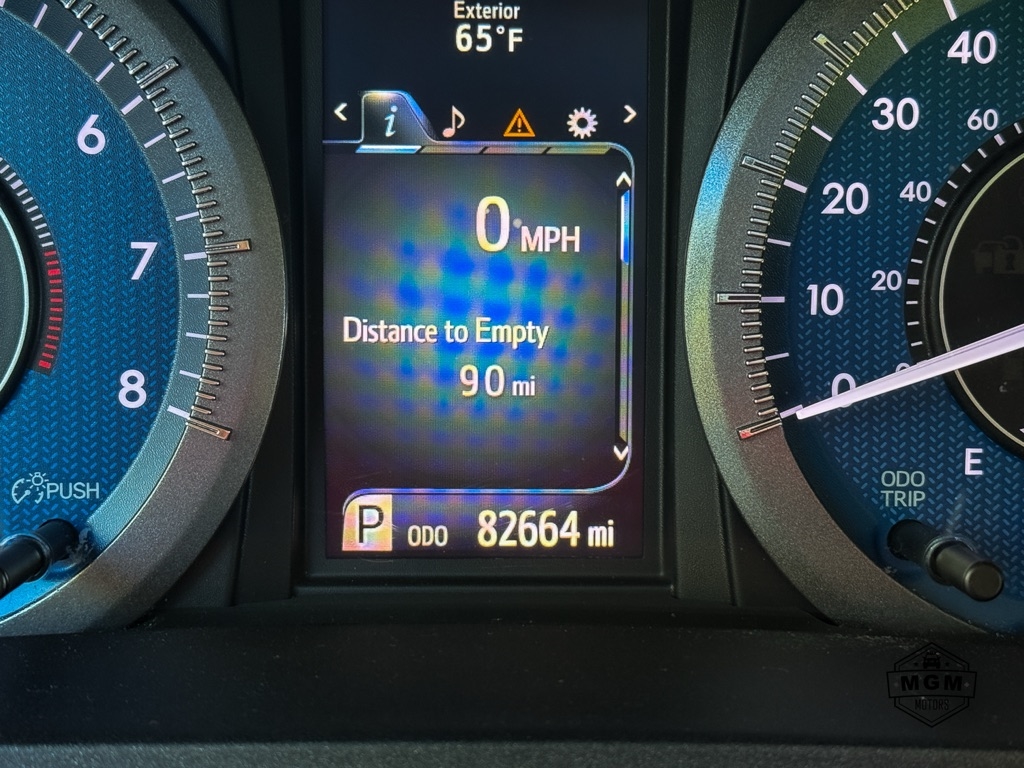 Exterior
65°F
i
0 MPH
Distance to Empty
90 mi
P ODO 82664 mi
6
7
8
PUSH
40
30
20
10
0
60
40
20
0
E
ODO
TRIP
MGM
MOTORS